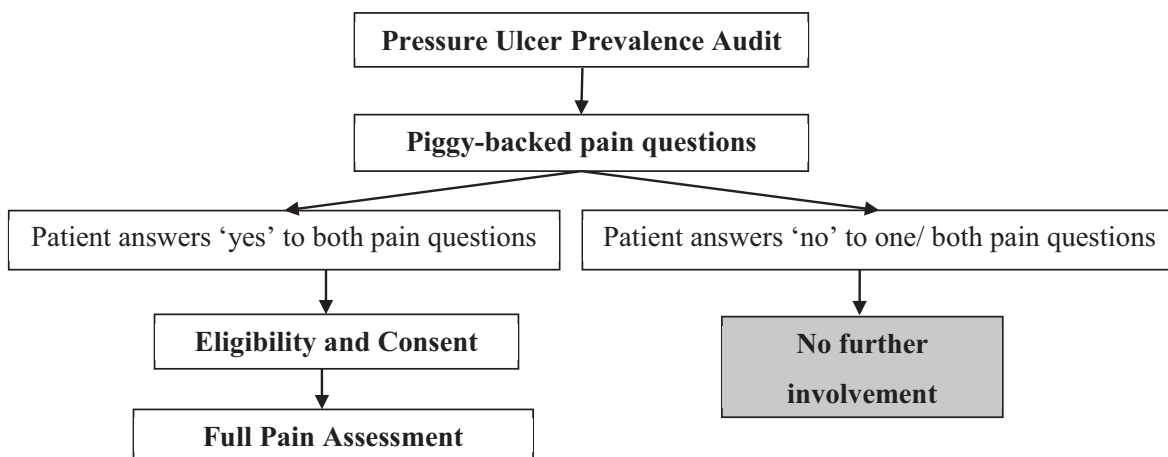 Pressure Ulcer Prevalence Audit
Piggy-backed pain questions
Patient answers ‘yes’ to both pain questions
Patient answers ‘no’ to one/ both pain questions
Eligibility and Consent
No further
involvement
Full Pain Assessment